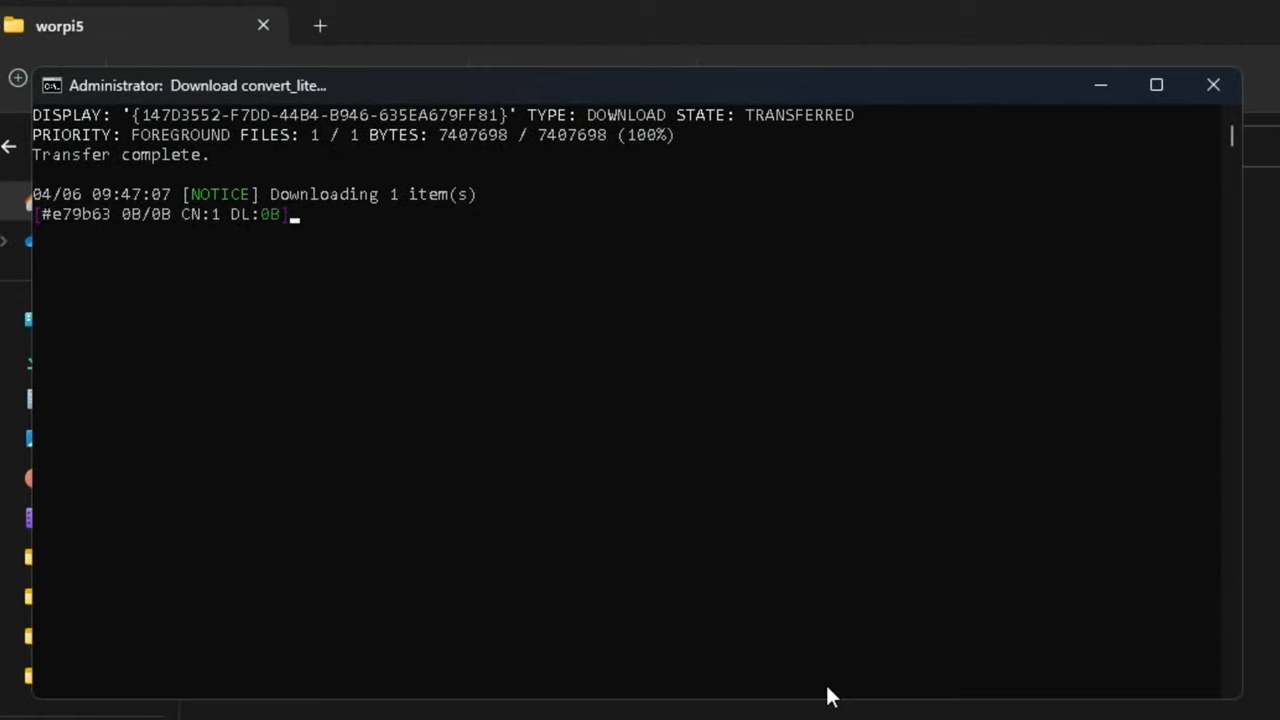 worpi5
Administrator: Download convert_lite...
DISPLAY: '{147D3552-F7DD-44B4-B946-635EA679FF81}' TYPE: DOWNLOAD STATE: TRANSFERRED
PRIORITY: FOREGROUND FILES: 1 / 1 BYTES: 7407698 / 7407698 (100%)
Transfer complete.
04/06 09:47:07 [NOTICE] Downloading 1 item(s)
[#e79b63 0B/0B CN:1 DL:0B]